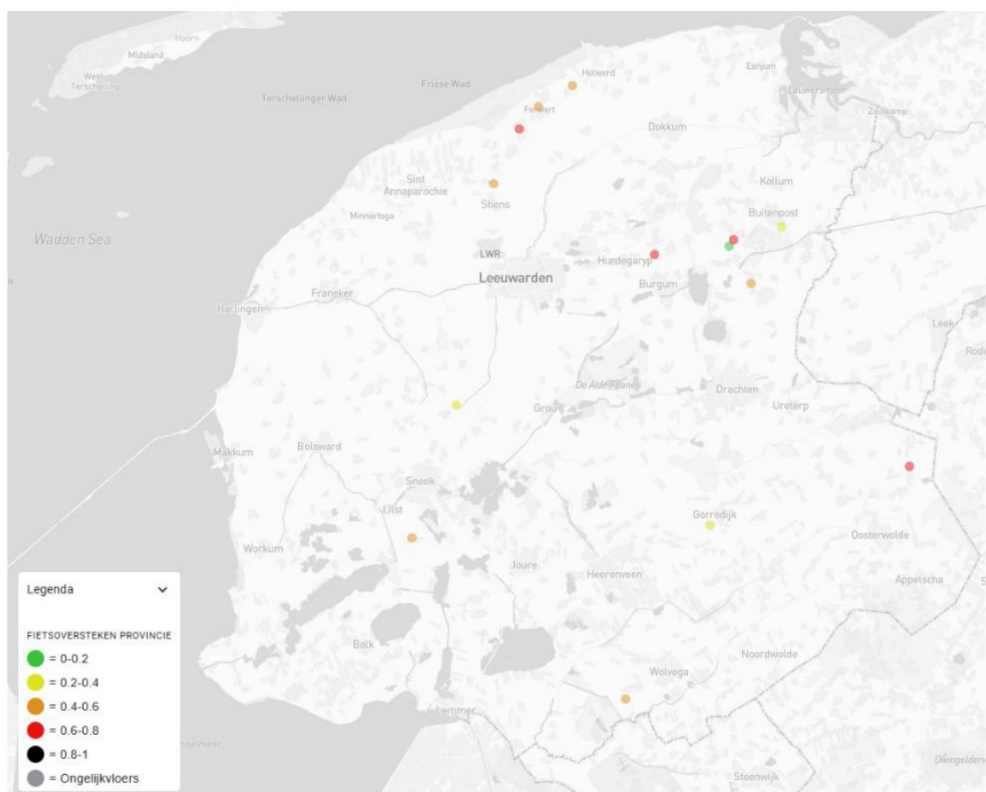 Hoorn
Midsland
West-
Terschelling
Terschellinger Wad
Friese Wad
Holwerd
Ferwert
Eanjum
Lauwersmeer
Zoutkamp
Dokkum
Sint
Annaparochie
Stiens
Minnertsga
Kollum
Buitenpost
Wadden Sea
LWR
Leeuwarden
Hurdegaryp
Burgum
Franeker
Harlingen
Leek
De Alde Feanen
Grou
Drachten
Ureterp
Makkum
Bolsward
Sneek
IJlst
Gorredijk
Oosterwolde
Workum
Joure
Heerenveen
Appelscha
Balk
Noordwolde
Wolvega
Lemmer
Steenwijk
Legenda
FIETSOVERSTEKEN PROVINCIE
= 0-0.2
= 0.2-0.4
= 0.4-0.6
= 0.6-0.8
= 0.8-1
= Ongelijkvloers